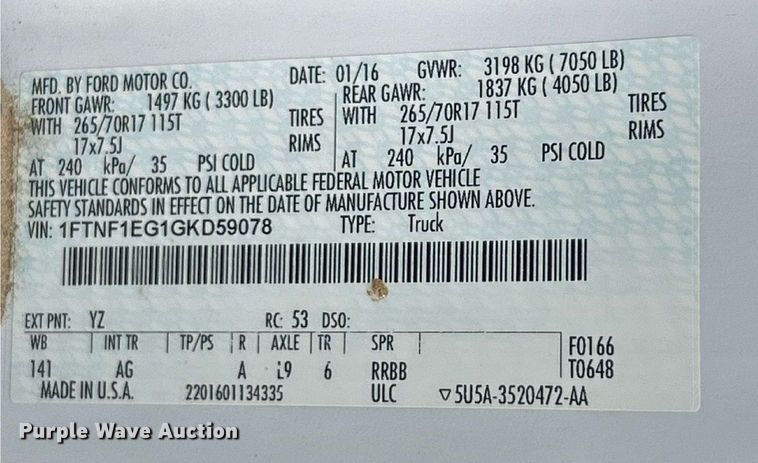 MFD. BY FORD MOTOR CO. DATE: 01/16 GVWR: 3198 KG ( 7050 LB)
FRONT GAWR: 1497 KG ( 3300 LB) REAR GAWR: 1837 KG ( 4050 LB)
WITH 265/70R17 115T TIRES WITH 265/70R17 115T TIRES
17x7.5J RIMS 17x7.5J RIMS
AT 240 kPa/ 35 PSI COLD AT 240 kPa/ 35 PSI COLD
THIS VEHICLE CONFORMS TO ALL APPLICABLE FEDERAL MOTOR VEHICLE
SAFETY STANDARDS IN EFFECT ON THE DATE OF MANUFACTURE SHOWN ABOVE.
VIN: 1FTNF1EG1GKD59078 TYPE: Truck
EXT PNT: YZ RC: 53 DSO:
WB INT TR TP/PS R AXLE TR SPR F0166
141 AG A L9 6 RRBB T0648
MADE IN U.S.A. 2201601134335 ULC ▽5U5A-3520472-AA
Purple Wave Auction